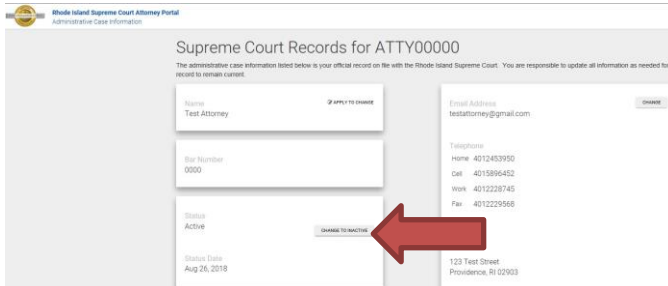 Rhode Island Supreme Court Attorney Portal
Administrative Case Information
Supreme Court Records for ATTY00000
The administrative case information listed below is your official record on file with the Rhode Island Supreme Court. You are responsible to update all information as needed for
record to remain current.
Name
APPLY TO CHANGE
Test Attorney
Bar Number
0000
Status
Active
CHANGE TO INACTIVE
Status Date
Aug 26, 2018
Email Address
CHANGE
testattorney@gmail.com
Telephone
Home 4012453950
Cell 4015896452
Work 4012228745
Fax 4012229568
123 Test Street
Providence, RI 02903